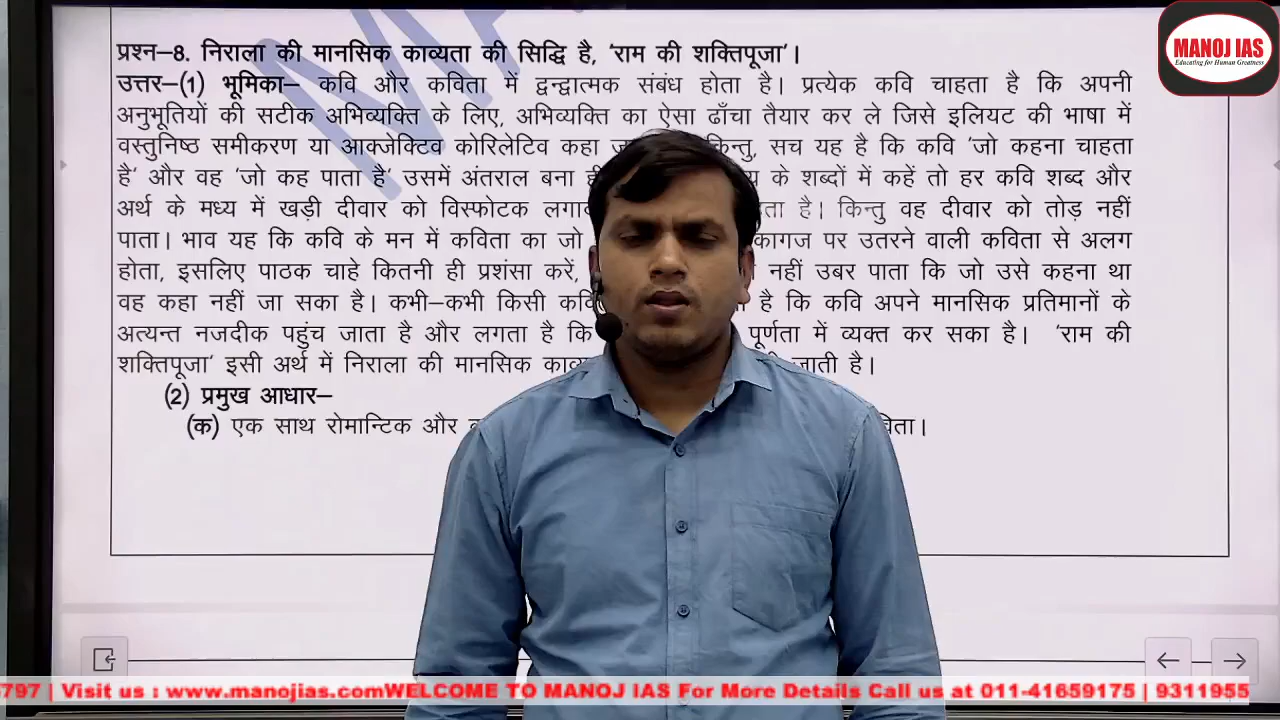 प्रश्न–8. निराला की मानसिक काव्यता की सिद्धि है, 'राम की शक्तिपूजा'।
उत्तर–(1) भूमिका– कवि और कविता में द्वन्द्वात्मक संबंध होता है। प्रत्येक कवि चाहता है कि अपनी
अनुभूतियों की सटीक अभिव्यक्ति के लिए, अभिव्यक्ति का ऐसा ढाँचा तैयार कर ले जिसे इलियट की भाषा में
वस्तुनिष्ठ समीकरण या आक्जेक्टिव कोरिलेटिव कहा किन्तु, सच यह है कि कवि 'जो कहना चाहता
है' और वह 'जो कह पाता है' उसमें अंतराल बना के शब्दों में कहें तो हर कवि शब्द और
अर्थ के मध्य में खड़ी दीवार को विस्फोटक है। किन्तु वह दीवार को तोड़ नहीं
पाता। भाव यह कि कवि के मन में कविता का जो कागज पर उतरने वाली कविता से अलग
होता, इसलिए पाठक चाहे कितनी ही प्रशंसा करें, नहीं उबर पाता कि जो उसे कहना था
वह कहा नहीं जा सका है। कभी–कभी किसी है कि कवि अपने मानसिक प्रतिमानों के
अत्यन्त नजदीक पहुंच जाता है और लगता है कि पूर्णता में व्यक्त कर सका है। 'राम की
शक्तिपूजा' इसी अर्थ में निराला की मानसिक जाती है।
(2) प्रमुख आधार–
(क) एक साथ रोमान्टिक और
MANOJ IAS
Educating for Human Greatness
5797 | Visit us : www.manojias.comWELCOME TO MANOJ IAS For More Details Call us at 011-41659175 | 9311955